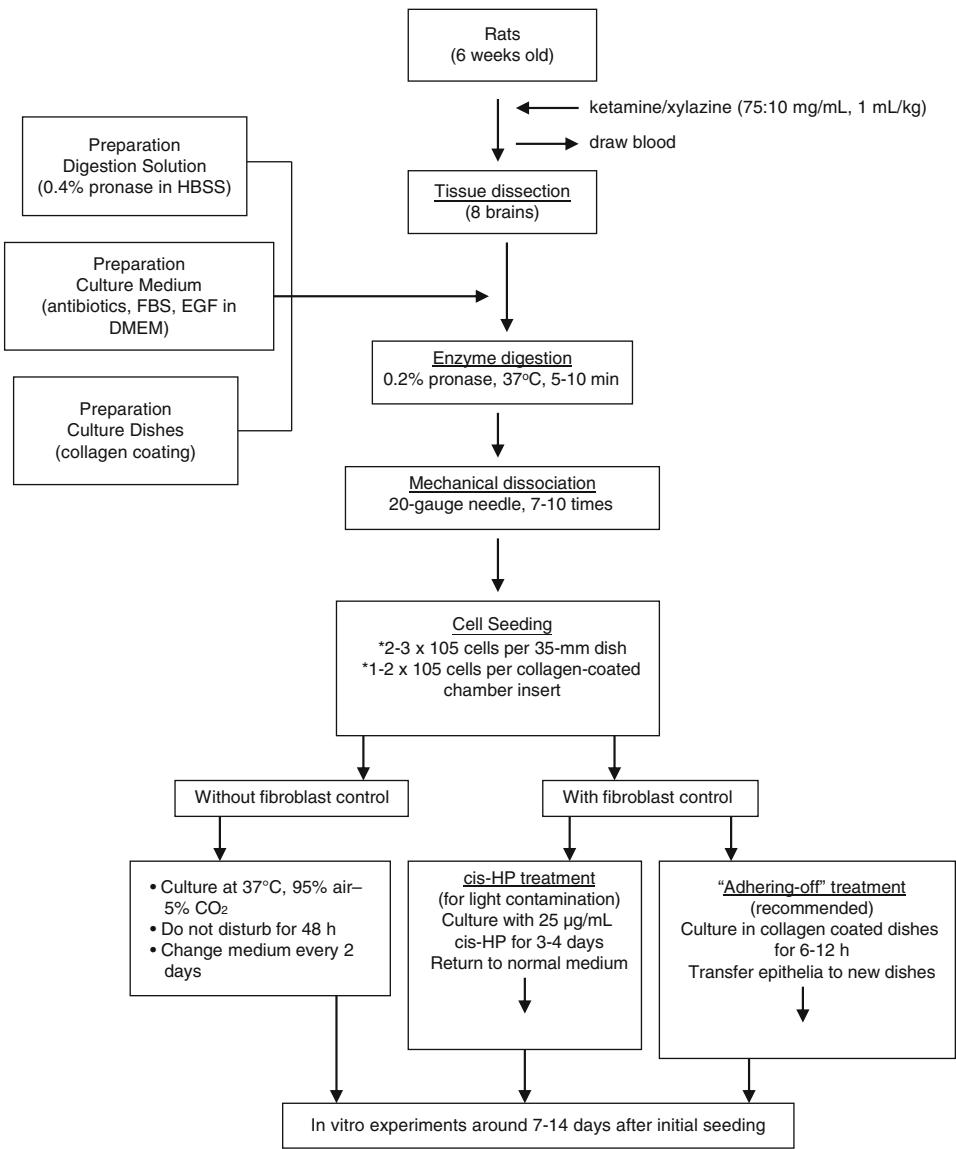 Rats
(6 weeks old)
ketamine/xylazine (75:10 mg/mL, 1 mL/kg)
draw blood
Preparation
Digestion Solution
(0.4% pronase in HBSS)
Tissue dissection
(8 brains)
Preparation
Culture Medium
(antibiotics, FBS, EGF in
DMEM)
Enzyme digestion
0.2% pronase, 37°C, 5-10 min
Preparation
Culture Dishes
(collagen coating)
Mechanical dissociation
20-gauge needle, 7-10 times
Cell Seeding
*2-3 x 105 cells per 35-mm dish
*1-2 x 105 cells per collagen-coated
chamber insert
Without fibroblast control
With fibroblast control
• Culture at 37°C, 95% air–
5% CO₂
• Do not disturb for 48 h
• Change medium every 2
days
cis-HP treatment
(for light contamination)
Culture with 25 µg/mL
cis-HP for 3-4 days
Return to normal medium
“Adhering-off” treatment
(recommended)
Culture in collagen coated dishes
for 6-12 h
Transfer epithelia to new dishes
In vitro experiments around 7-14 days after initial seeding